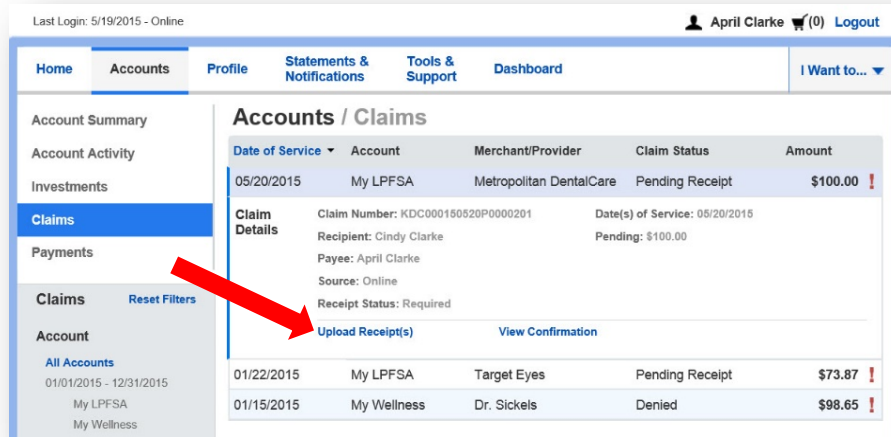 Last Login: 5/19/2015 - Online
April Clarke (0) Logout
Home Accounts Profile Statements & Notifications Tools & Support Dashboard I Want to...
Account Summary
Account Activity
Investments
Claims
Payments
Claims Reset Filters
Account
All Accounts
01/01/2015 - 12/31/2015
My LPFSA
My Wellness
Accounts / Claims
Date of Service Account Merchant/Provider Claim Status Amount
05/20/2015 My LPFSA Metropolitan DentalCare Pending Receipt $100.00 !
Claim Details
Claim Number: KDC000150520P0000201 Date(s) of Service: 05/20/2015
Recipient: Cindy Clarke Pending: $100.00
Payee: April Clarke
Source: Online
Receipt Status: Required
Upload Receipt(s) View Confirmation
01/22/2015 My LPFSA Target Eyes Pending Receipt $73.87 !
01/15/2015 My Wellness Dr. Sickels Denied $98.65 !